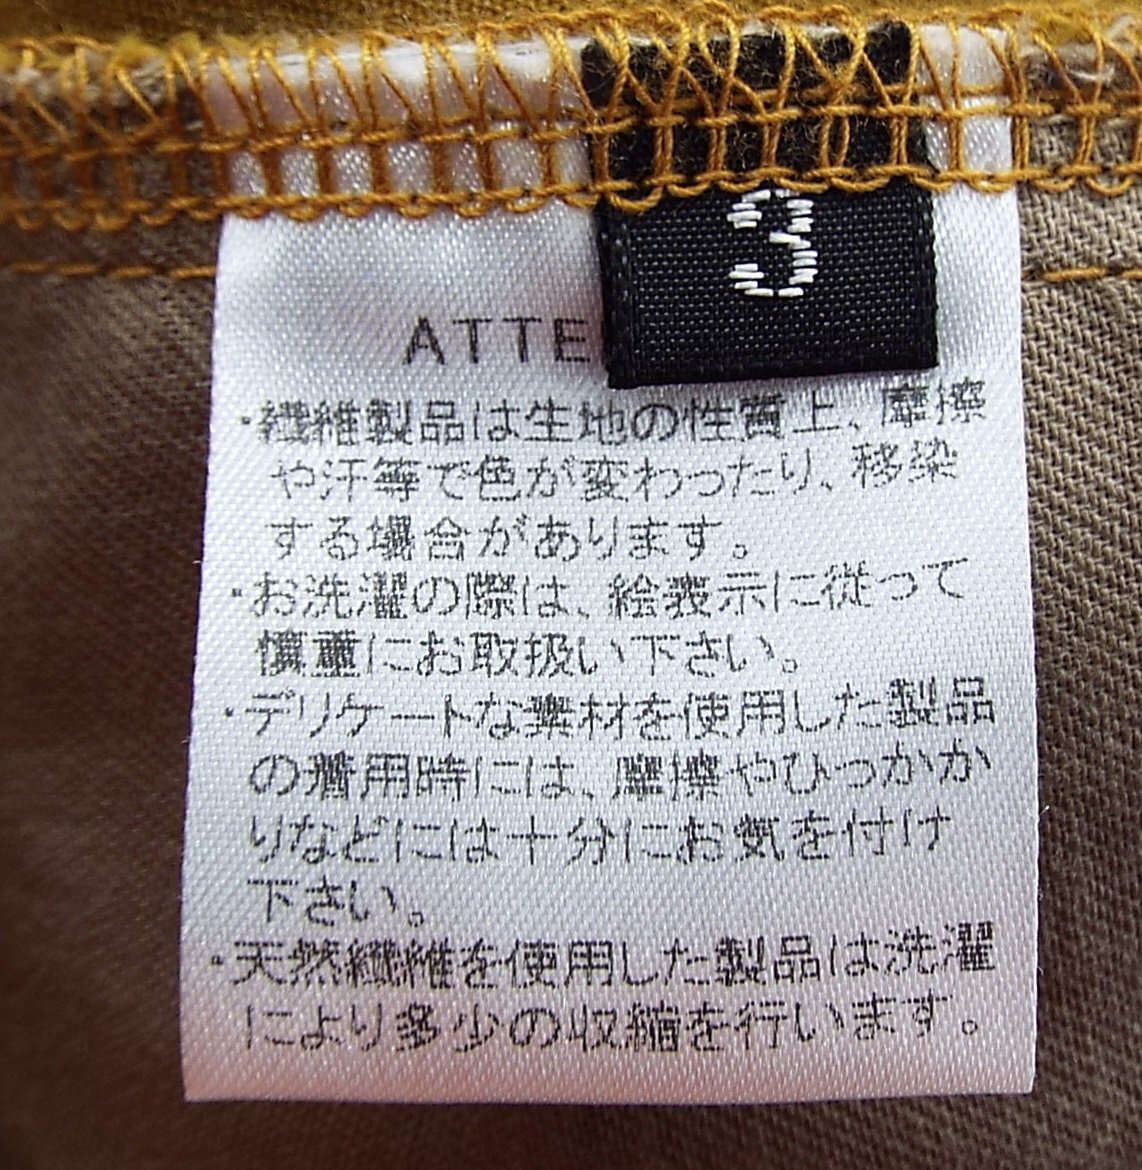 3
ATTE
・繊維製品は生地の性質上、摩擦
や汗等で色が変わったり、移染
する場合があります。
・お洗濯の際は、絵表示に従って
慎重にお取扱い下さい。
・デリケートな素材を使用した製品
の着用時には、摩擦やひっかか
りなどには十分にお気を付け
下さい。
・天然繊維を使用した製品は洗濯
により多少の収縮を行います。